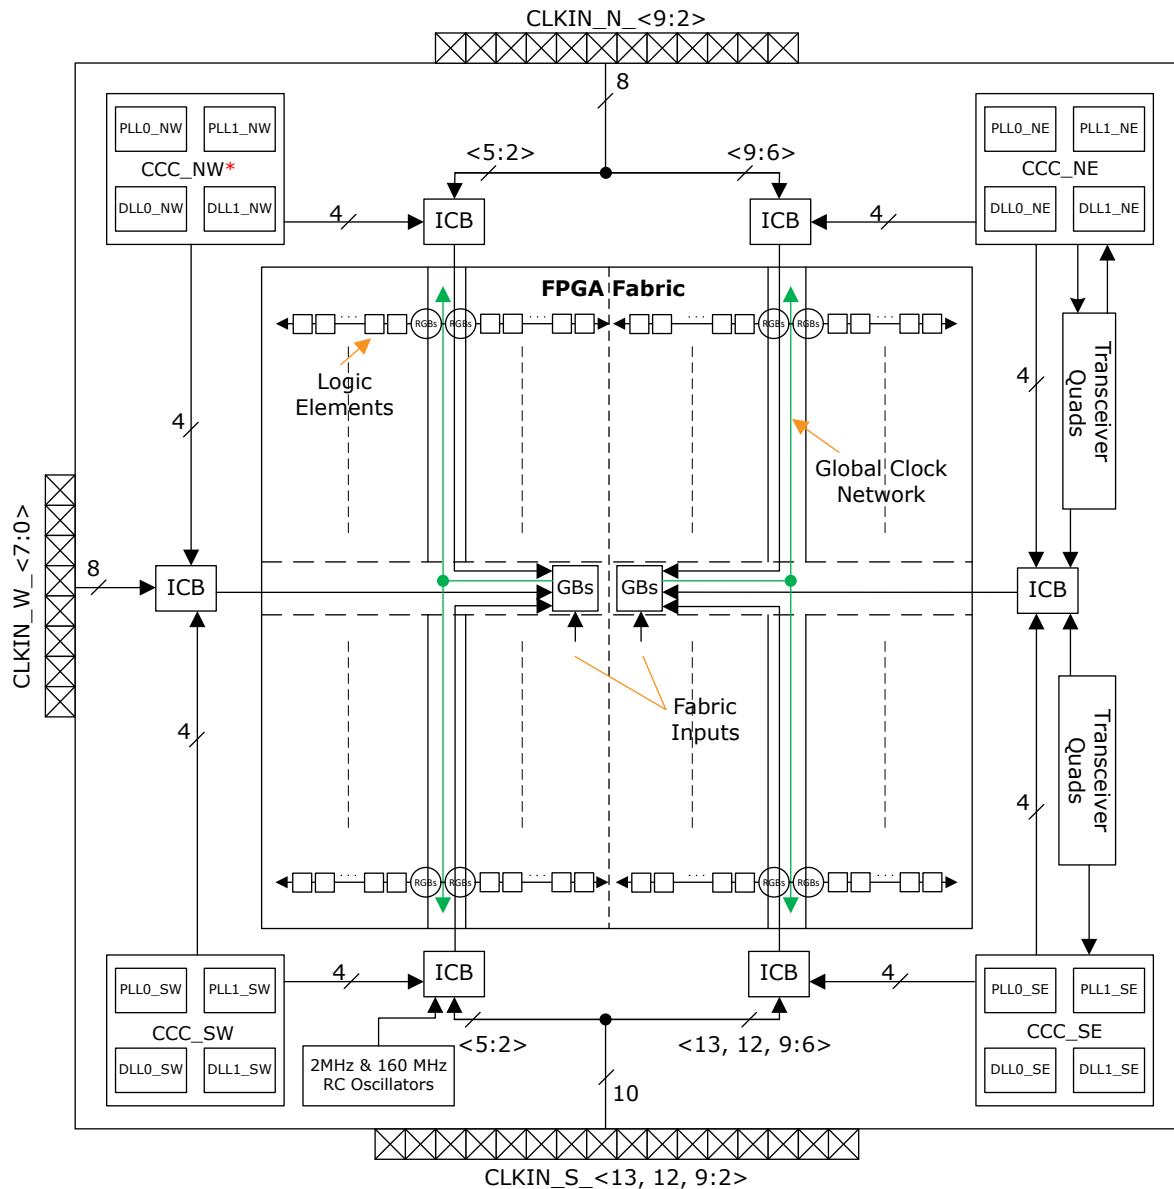 CLKIN_N_<9:2>
8
PLL0_NW
PLL1_NW
CCC_NW*
DLL0_NW
DLL1_NW
PLL0_NE
PLL1_NE
CCC_NE
DLL0_NE
DLL1_NE
<5:2>
<9:6>
4
ICB
ICB
4
FPGA Fabric
RGBs
RGBs
RGBs
RGBs
Logic
Elements
4
4
Transceiver
Quads
Global Clock
Network
CLKIN_W_<7:0>
8
ICB
GBs
GBs
ICB
Fabric
Inputs
4
4
Transceiver
Quads
RGBs
RGBs
RGBs
RGBs
PLL0_SW
PLL1_SW
CCC_SW
DLL0_SW
DLL1_SW
4
ICB
ICB
4
PLL0_SE
PLL1_SE
CCC_SE
DLL0_SE
DLL1_SE
<5:2>
<13, 12, 9:6>
2MHz & 160 MHz
RC Oscillators
10
CLKIN_S_<13, 12, 9:2>